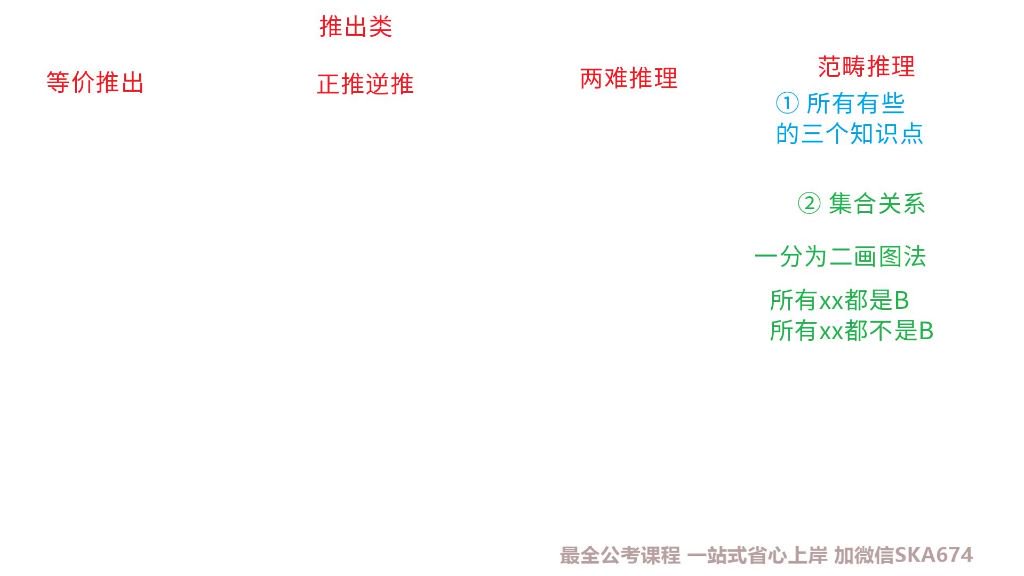 推出类
等价推出
正推逆推
两难推理
范畴推理
① 所有有些
的三个知识点
② 集合关系
一分为二画图法
所有xx都是B
所有xx都不是B
最全公考课程 一站式省心上岸 加微信SKA674